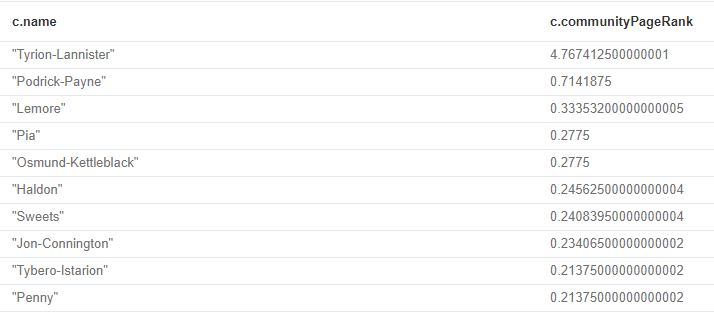 c.name c.communityPageRank
"Tyrion-Lannister" 4.767412500000001
"Podrick-Payne" 0.7141875
"Lemore" 0.33353200000000005
"Pia" 0.2775
"Osmund-Kettleblack" 0.2775
"Haldon" 0.24562500000000004
"Sweets" 0.24083950000000004
"Jon-Connington" 0.23406500000000002
"Tybero-Istarion" 0.21375000000000002
"Penny" 0.21375000000000002